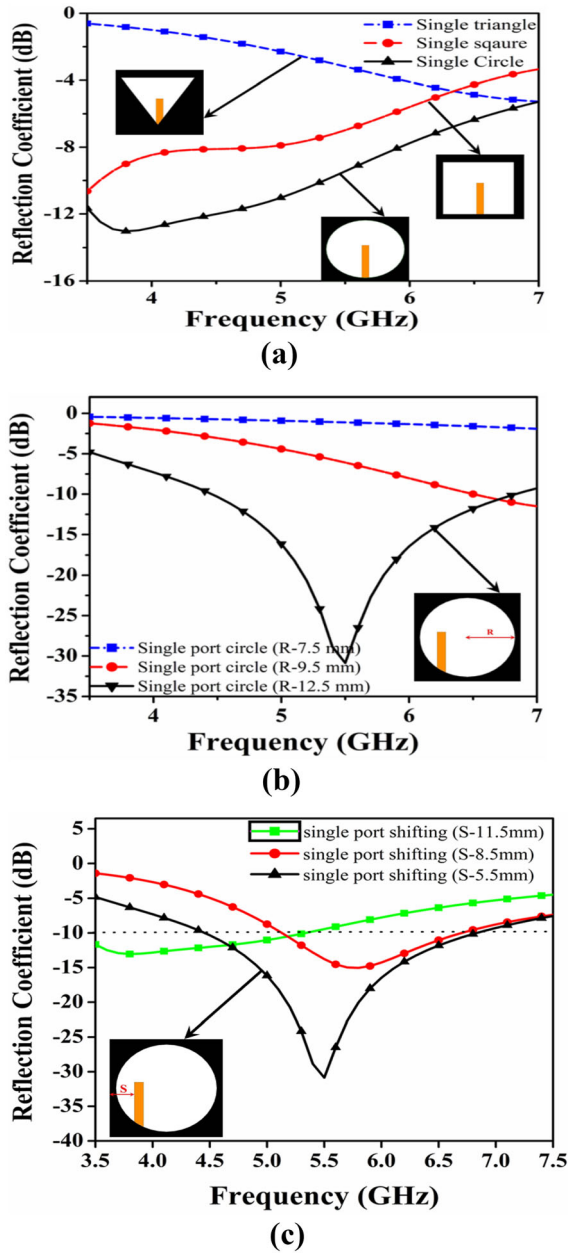 Reflection Coefficient (dB)
0
-4
-8
-12
-16
Single triangle
Single sqaure
Single Circle
4
5
6
7
Frequency (GHz)
(a)
Reflection Coefficient (dB)
0
-5
-10
-15
-20
-25
-30
-35
R
Single port circle (R-7.5 mm)
Single port circle (R-9.5 mm)
Single port circle (R-12.5 mm)
4
5
6
7
Frequency (GHz)
(b)
Reflection Coefficient (dB)
5
0
-5
-10
-15
-20
-25
-30
-35
-40
single port shifting (S-11.5mm)
single port shifting (S-8.5mm)
single port shifting (S-5.5mm)
S
3.5
4.0
4.5
5.0
5.5
6.0
6.5
7.0
7.5
Frequency (GHz)
(c)